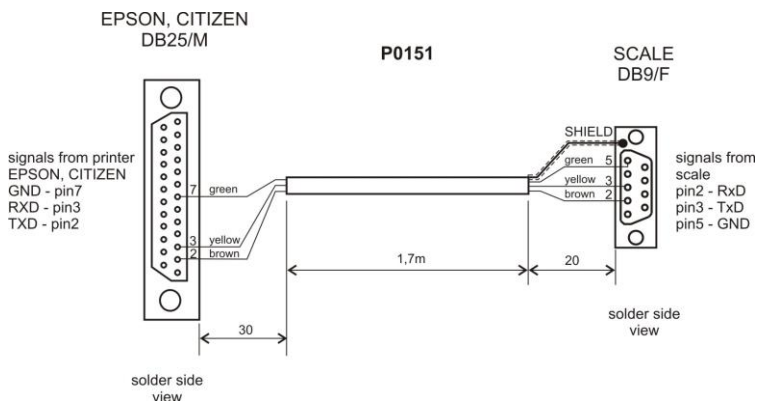 EPSON, CITIZEN
DB25/M
P0151
SCALE
DB9/F
SHIELD
signals from printer
EPSON, CITIZEN
GND - pin7
RXD - pin3
TXD - pin2
7 green
3 yellow
2 brown
green 5
yellow 3
brown 2
signals from
scale
pin2 - RxD
pin3 - TxD
pin5 - GND
1,7m
20
30
solder side
view
solder side
view